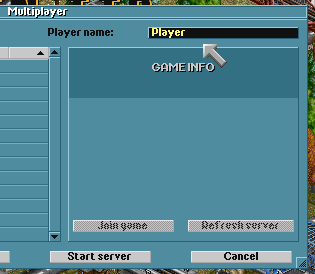 Multiplayer
Player name:
Player
GAME INFO
Join game
Refresh server
Start server
Cancel